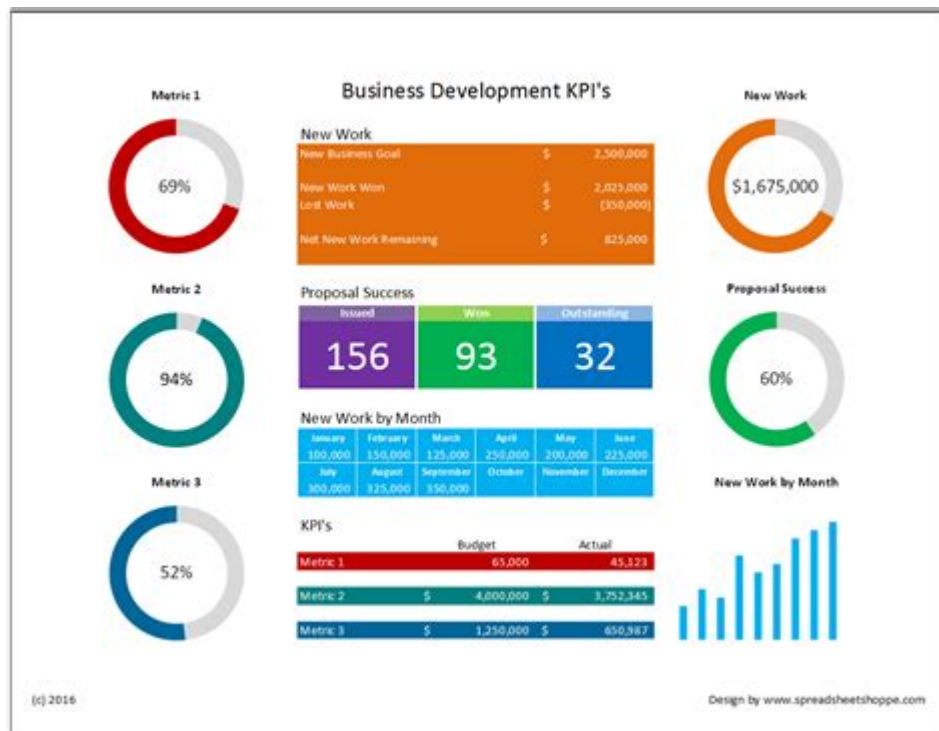 Business Development KPI's
Metric 1
69%
Metric 2
94%
Metric 3
52%
New Work
New Business Goal $ 2,500,000
New Work Won $ 2,025,000
Lost Work $ (350,000)
Net New Work Remaining $ 825,000
Proposal Success
Issued Won Outstanding
156 93 32
New Work by Month
January February March April May June
100,000 150,000 125,000 250,000 200,000 225,000
July August September October November December
300,000 325,000 350,000
KPI's
Budget Actual
Metric 1 65,000 45,123
Metric 2 $ 4,000,000 $ 3,752,345
Metric 3 $ 1,250,000 $ 650,987
New Work
$1,675,000
Proposal Success
60%
New Work by Month
(c) 2016
Design by www.spreadsheetshoppe.com